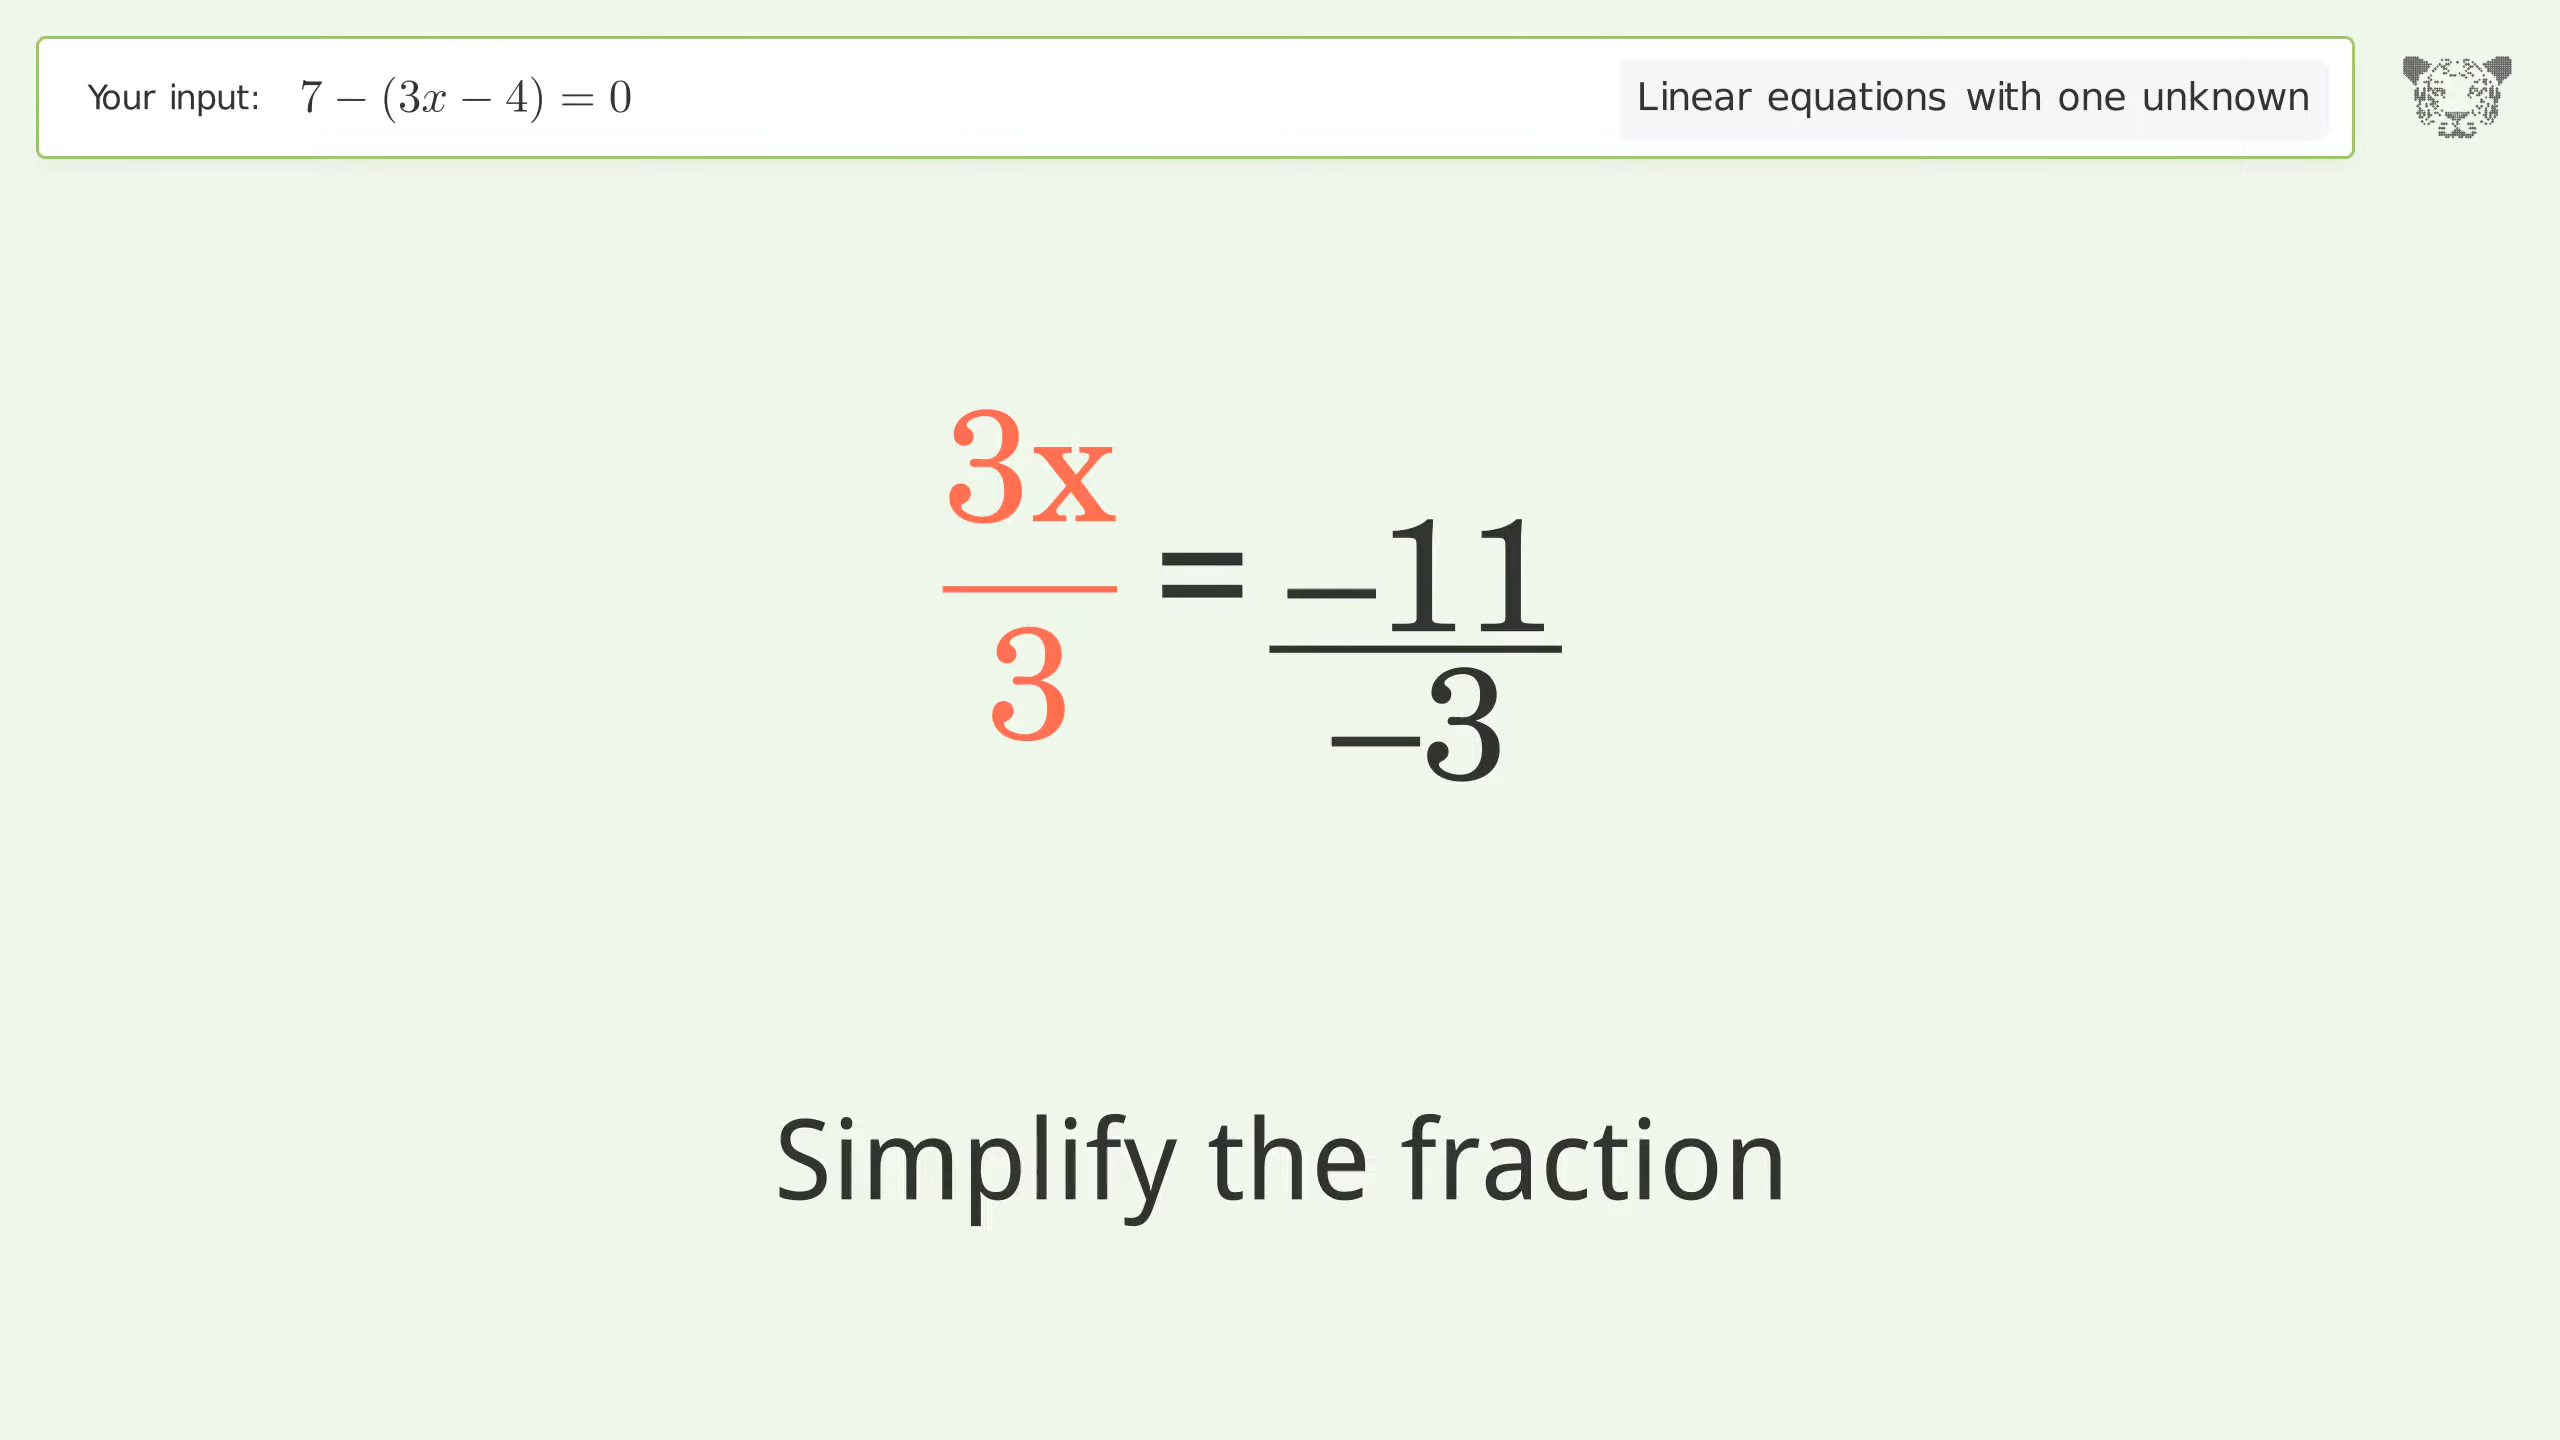 Your input: 7 − (3x − 4) = 0
Linear equations with one unknown
3x/3 = −11/−3
Simplify the fraction